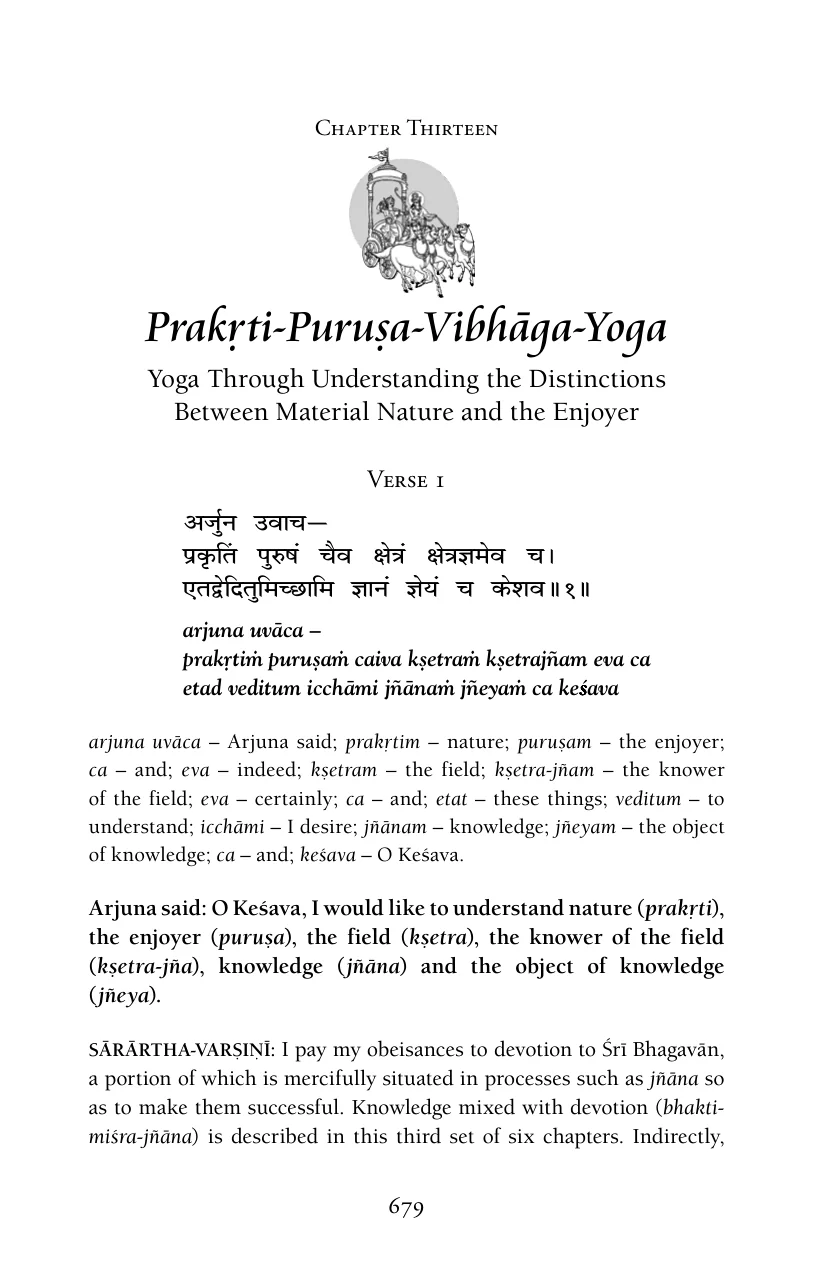 Chapter Thirteen
Prakṛti-Puruṣa-Vibhāga-Yoga
Yoga Through Understanding the Distinctions
Between Material Nature and the Enjoyer
Verse 1
अर्जुन उवाच—
प्रकृतिं पुरुषं चैव क्षेत्रं क्षेत्रज्ञमेव च।
एतद्वेदितुमिच्छामि ज्ञानं ज्ञेयं च केशव॥१॥
arjuna uvāca –
prakṛtiṁ puruṣaṁ caiva kṣetraṁ kṣetrajñam eva ca
etad veditum icchāmi jñānaṁ jñeyaṁ ca keśava
arjuna uvāca – Arjuna said; prakṛtim – nature; puruṣam – the enjoyer;
ca – and; eva – indeed; kṣetram – the field; kṣetra-jñam – the knower
of the field; eva – certainly; ca – and; etat – these things; veditum – to
understand; icchāmi – I desire; jñānam – knowledge; jñeyam – the object
of knowledge; ca – and; keśava – O Keśava.
Arjuna said: O Keśava, I would like to understand nature (prakṛti),
the enjoyer (puruṣa), the field (kṣetra), the knower of the field
(kṣetra-jña), knowledge (jñāna) and the object of knowledge
(jñeya).
SĀRĀRTHA-VARṢIṆĪ: I pay my obeisances to devotion to Śrī Bhagavān,
a portion of which is mercifully situated in processes such as jñāna so
as to make them successful. Knowledge mixed with devotion (bhakti-
miśra-jñāna) is described in this third set of six chapters. Indirectly,
679